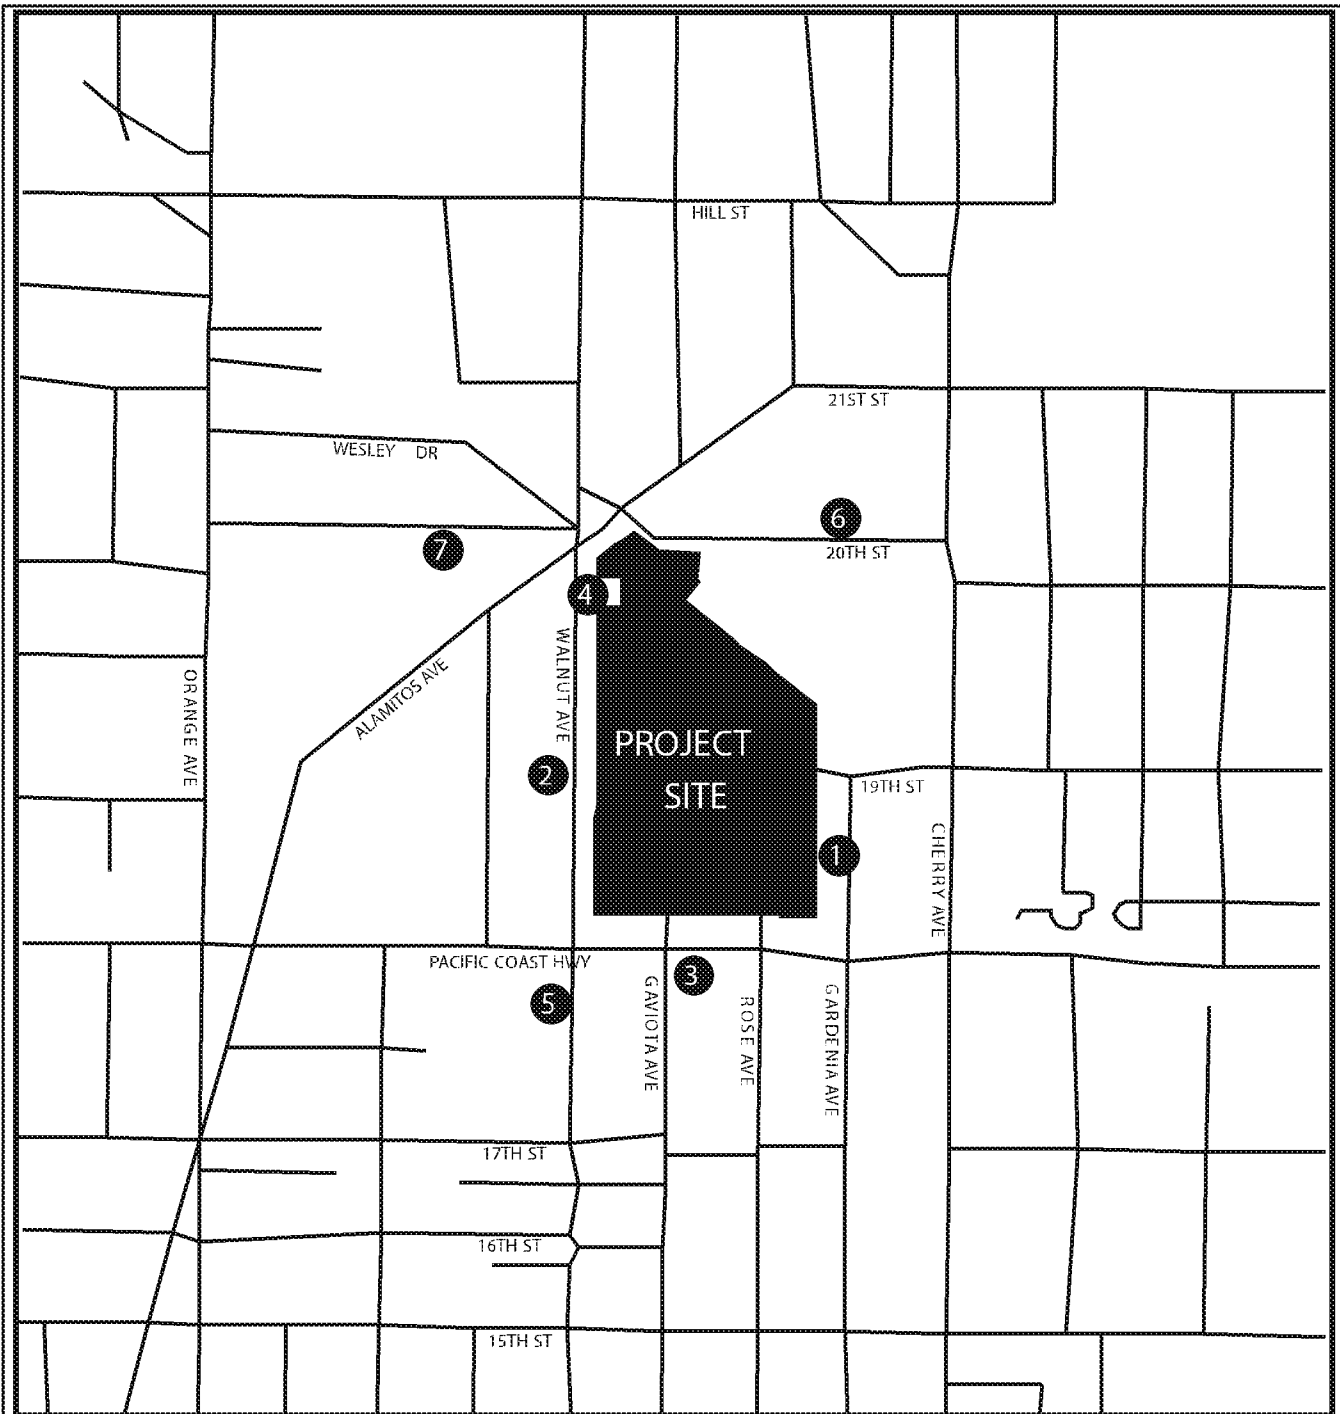 HILL ST
21ST ST
WESLEY DR
6
20TH ST
7
4
WALNUT AVE
ALAMITOS AVE
ORANGE AVE
PROJECT
SITE
2
19TH ST
1
CHERRY AVE
PACIFIC COAST HWY
3
5
GAVIOTA AVE
ROSE AVE
GARDENIA AVE
17TH ST
16TH ST
15TH ST